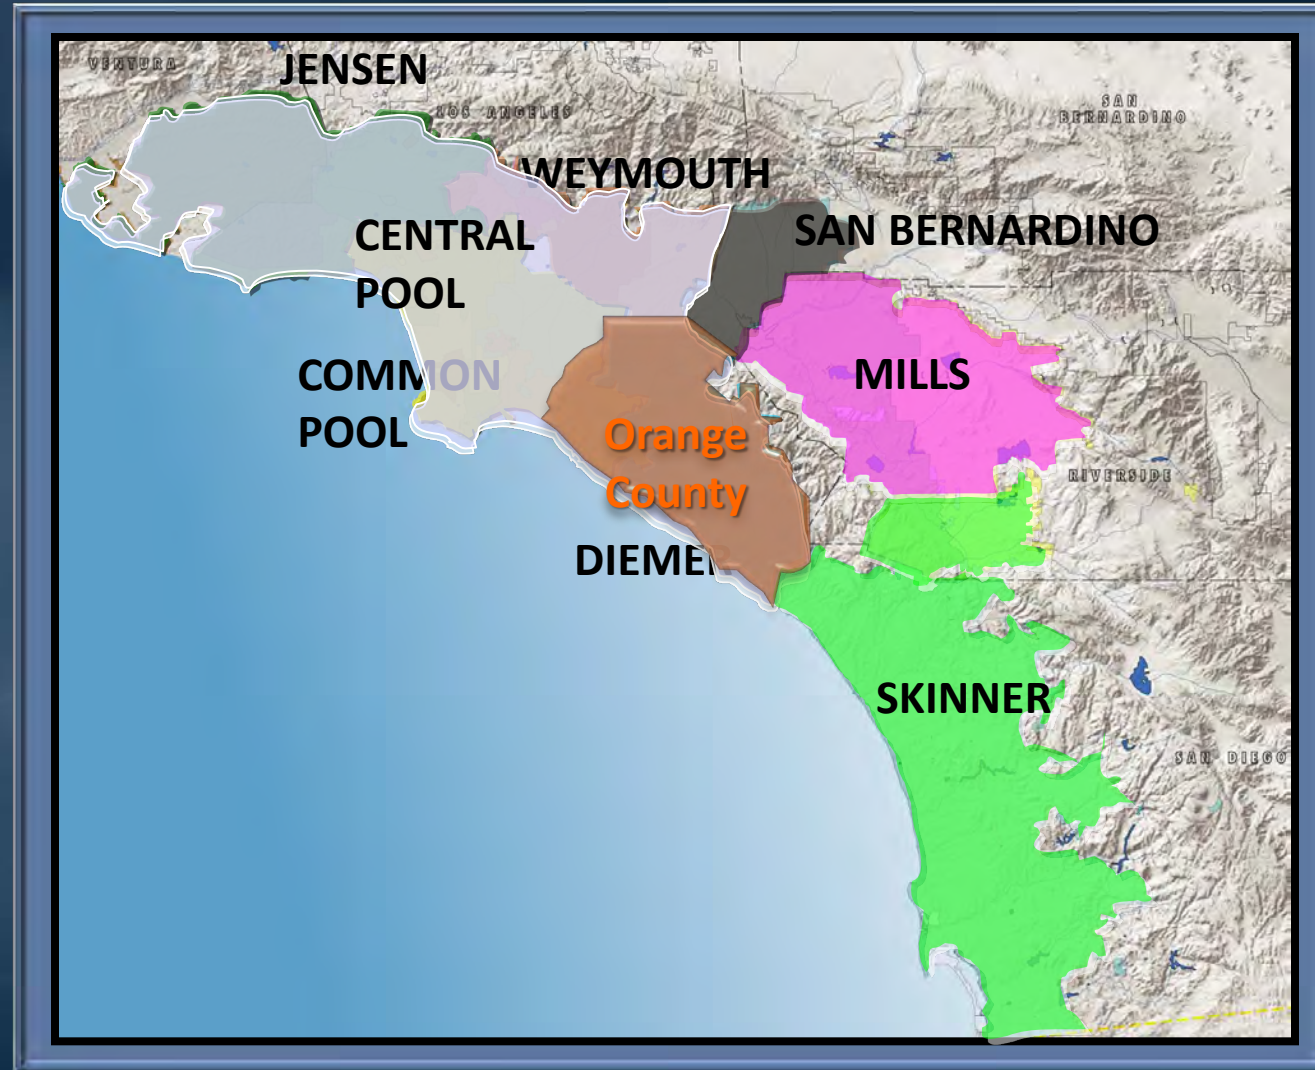 JENSEN
VENTURA
LOS ANGELES
SAN
BERNARDINO
WEYMOUTH
CENTRAL
POOL
SAN BERNARDINO
COMMON
POOL
MILLS
Orange
County
RIVERSIDE
DIEMER
SKINNER
SAN DIEGO